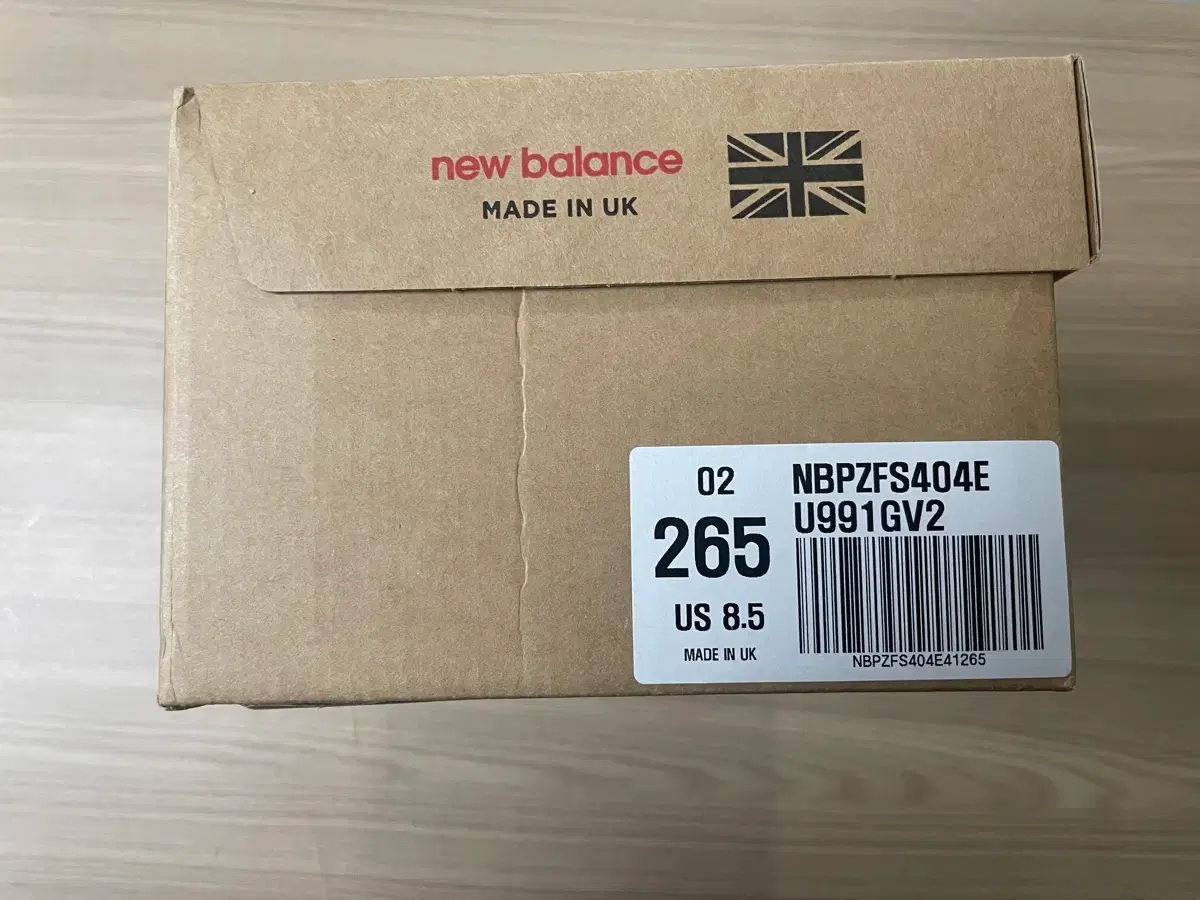 new balance
MADE IN UK
02
265
US 8.5
MADE IN UK
NBPZFS404E
U991GV2
NBPZFS404E41265